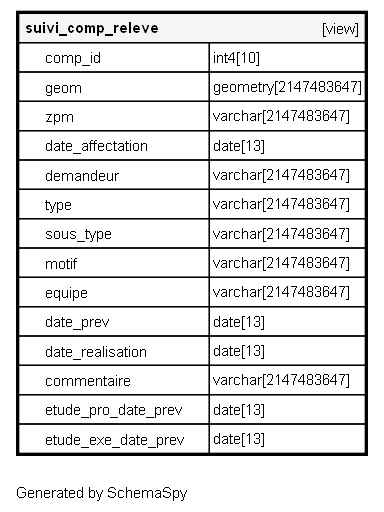 suivi_comp_releve [view]
comp_id int4[10]
geom geometry[2147483647]
zpm varchar[2147483647]
date_affectation date[13]
demandeur varchar[2147483647]
type varchar[2147483647]
sous_type varchar[2147483647]
motif varchar[2147483647]
equipe varchar[2147483647]
date_prev date[13]
date_realisation date[13]
commentaire varchar[2147483647]
etude_pro_date_prev date[13]
etude_exe_date_prev date[13]
Generated by SchemaSpy